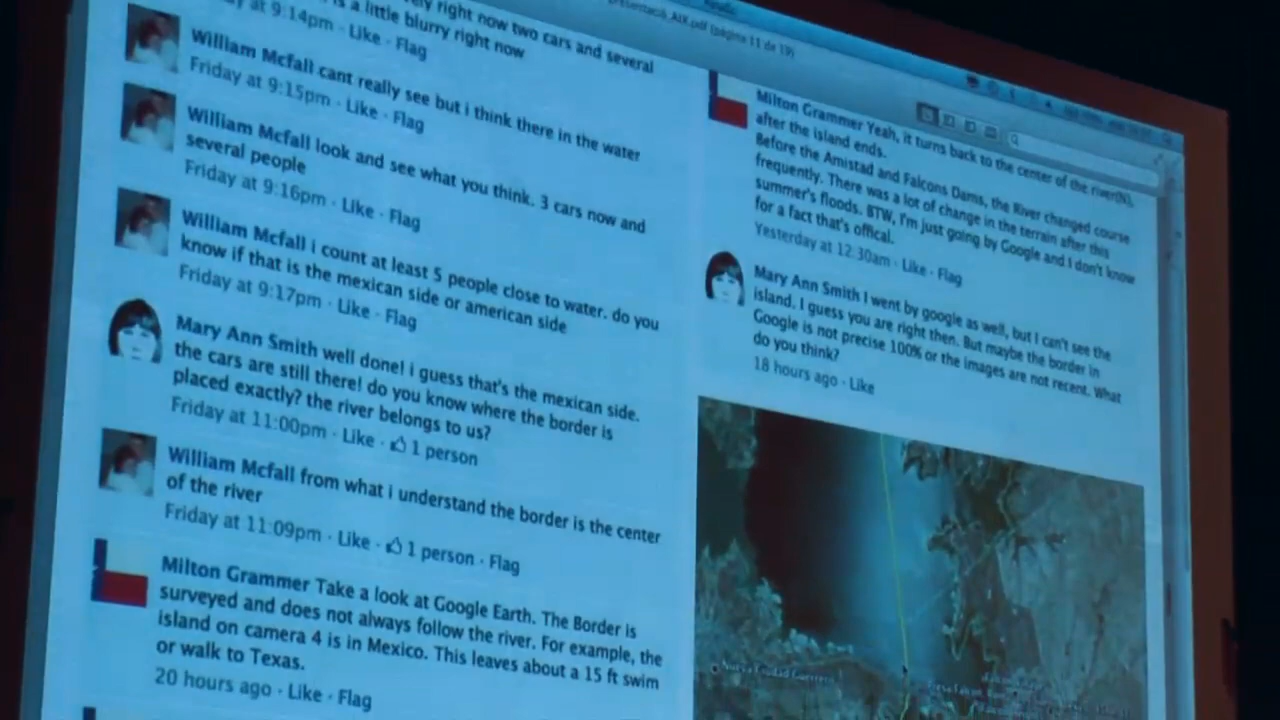 right now two cars and several
is a little blurry right now
at 9:14pm · Like · Flag
William Mcfall cant really see but i think there in the water
Friday at 9:15pm · Like · Flag
William Mcfall look and see what you think. 3 cars now and
several people
Friday at 9:16pm · Like · Flag
William Mcfall i count at least 5 people close to water. do you
know if that is the mexican side or american side
Friday at 9:17pm · Like · Flag
Mary Ann Smith well done! i guess that's the mexican side.
the cars are still there! do you know where the border is
placed exactly? the river belongs to us?
Friday at 11:00pm · Like · 1 person
William Mcfall from what i understand the border is the center
of the river
Friday at 11:09pm · Like · 1 person · Flag
Milton Grammer Take a look at Google Earth. The Border is
surveyed and does not always follow the river. For example, the
island on camera 4 is in Mexico. This leaves about a 15 ft swim
or walk to Texas.
20 hours ago · Like · Flag
(página 11 de 19)
Milton Grammer Yeah, it turns back to the center of the river(N),
after the island ends.
Before the Amistad and Falcons Dams, the River changed course
frequently. There was a lot of change in the terrain after this
summer's floods. BTW, I'm just going by Google and I don't know
for a fact that's offical.
Yesterday at 12:30am · Like · Flag
Mary Ann Smith I went by google as well, but I can't see the
island. I guess you are right then. But maybe the border in
Google is not precise 100% or the images are not recent. What
do you think?
18 hours ago · Like
Nueva Ciudad Guerrero